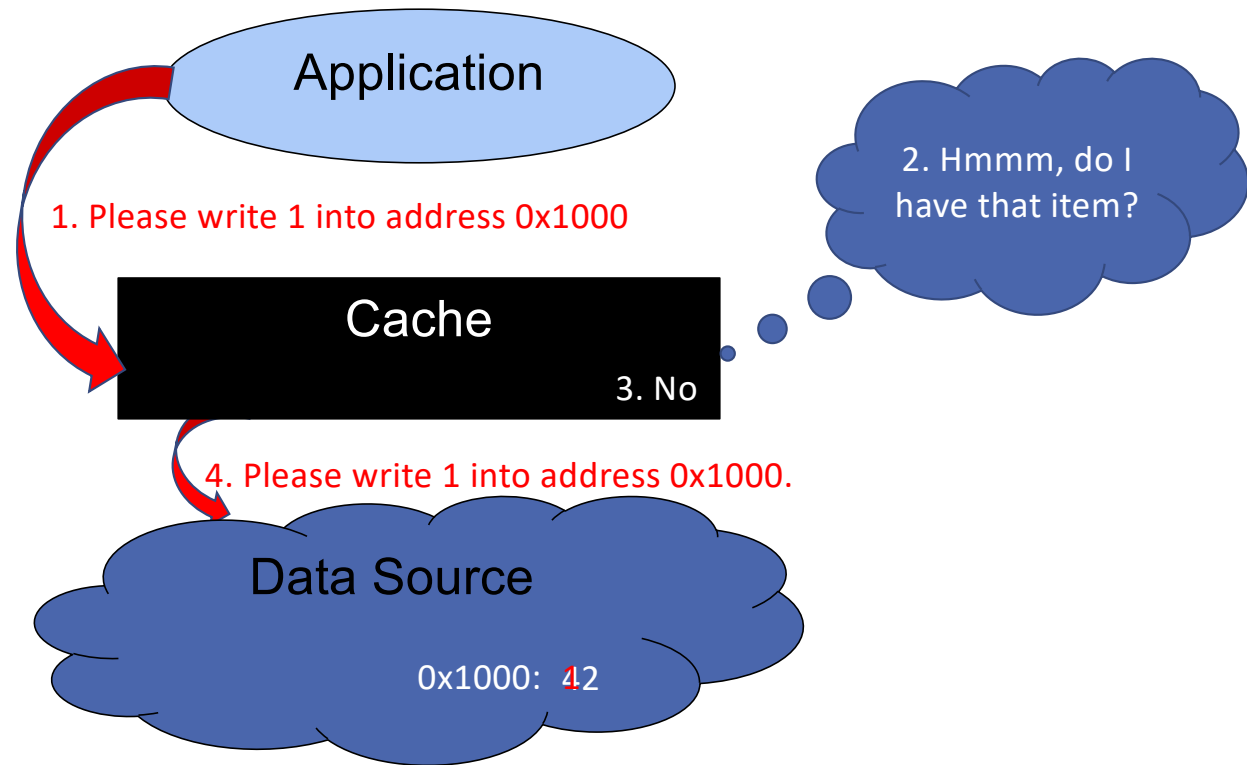 Application
2. Hmmm, do I
have that item?
1. Please write 1 into address 0x1000
Cache
3. No
4. Please write 1 into address 0x1000.
Data Source
0x1000: 42
1